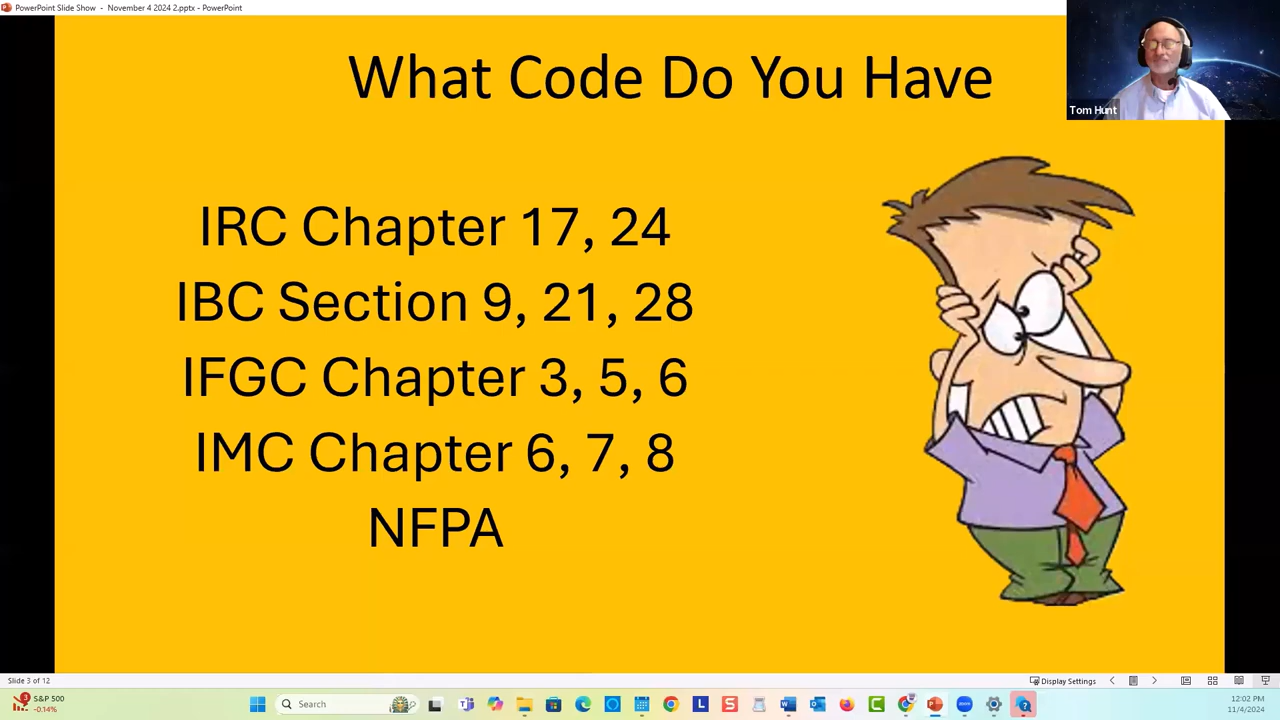 PowerPoint Slide Show - November 4 2024 2.pptx - PowerPoint
What Code Do You Have
Tom Hunt
IRC Chapter 17, 24
IBC Section 9, 21, 28
IFGC Chapter 3, 5, 6
IMC Chapter 6, 7, 8
NFPA
Slide 3 of 12
Display Settings
3
S&P 500
-0.14%
Search
L
S
12:02 PM
11/4/2024